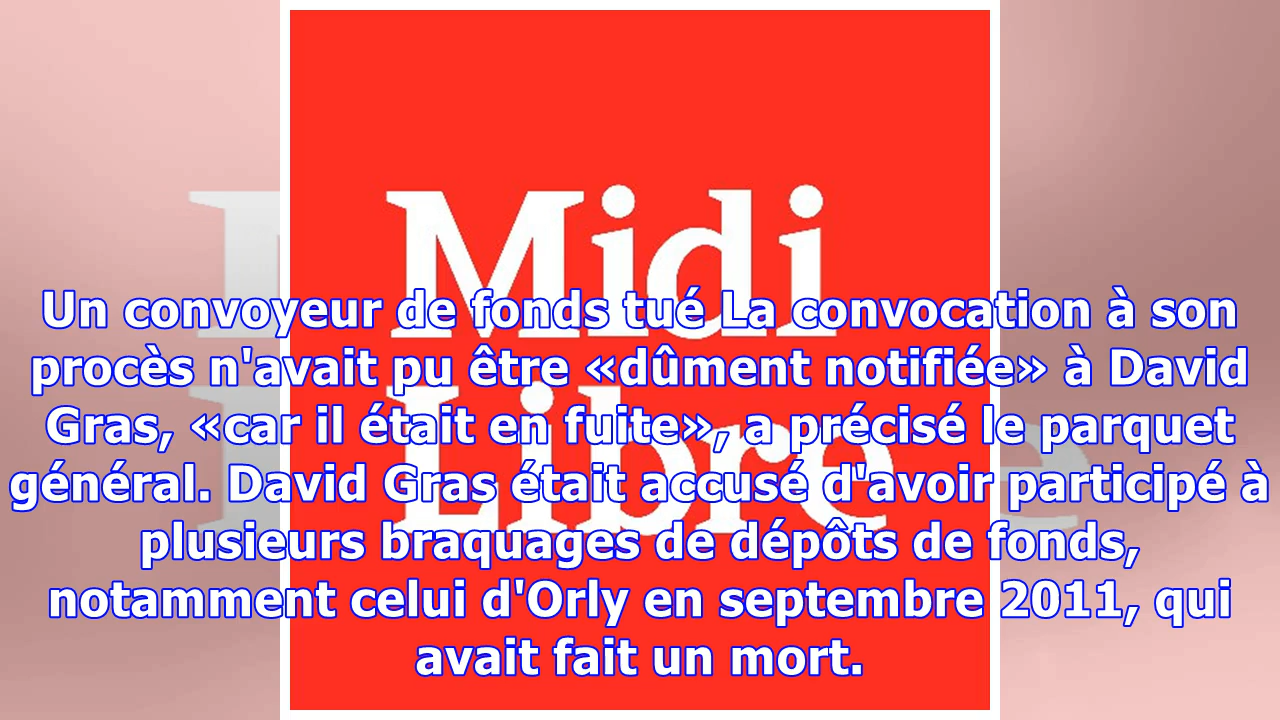 Midi
Libre
Un convoyeur de fonds tué La convocation à son
procès n'avait pu être «dûment notifiée» à David
Gras, «car il était en fuite», a précisé le parquet
général. David Gras était accusé d'avoir participé à
plusieurs braquages de dépôts de fonds,
notamment celui d'Orly en septembre 2011, qui
avait fait un mort.